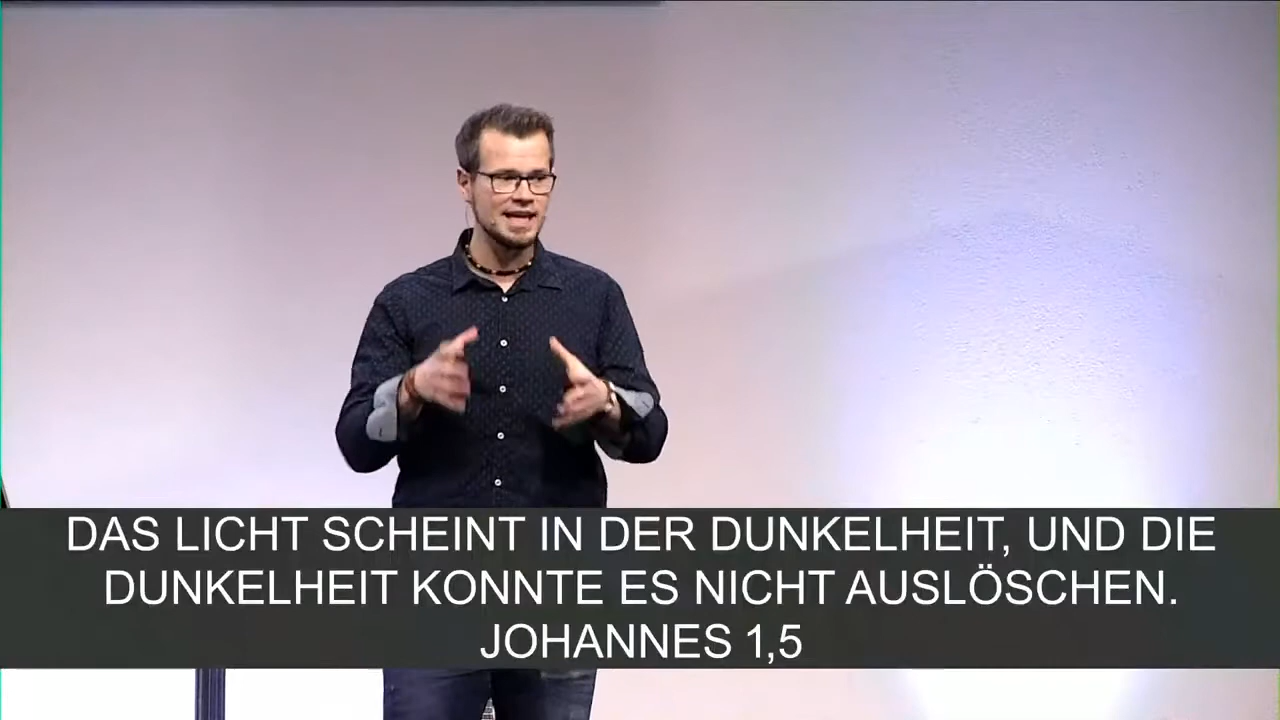 DAS LICHT SCHEINT IN DER DUNKELHEIT, UND DIE
DUNKELHEIT KONNTE ES NICHT AUSLÖSCHEN.
JOHANNES 1,5